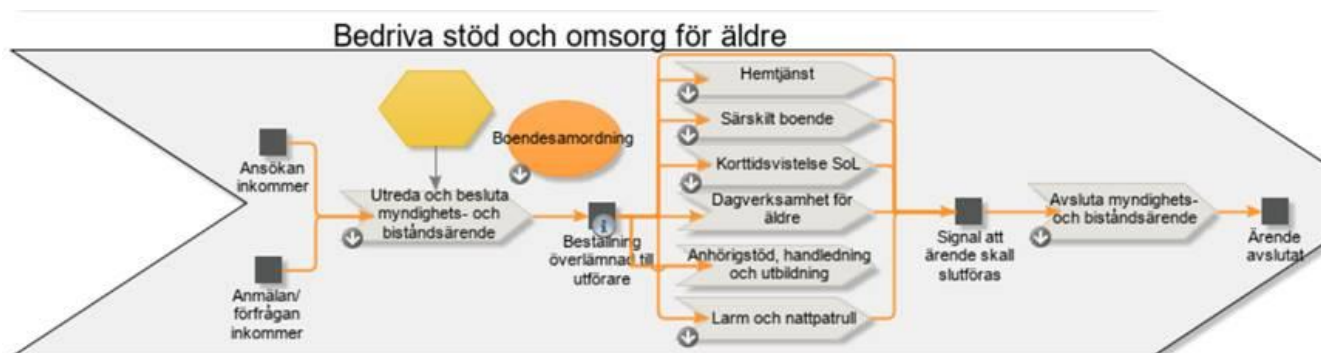 Bedriva stöd och omsorg för äldre
Ansökan
inkommer
Anmälan/
förfrågan
inkommer
Utreda och besluta
myndighets- och
biståndsärende
Boendesamordning
Beställning
överlämnad till
utförare
Hemtjänst
Särskilt boende
Korttidsvistelse SoL
Dagverksamhet för
äldre
Anhörigstöd, handledning
och utbildning
Larm och nattpatrull
Signal att
ärende skall
slutföras
Avsluta myndighets-
och biståndsärende
Ärende
avslutat